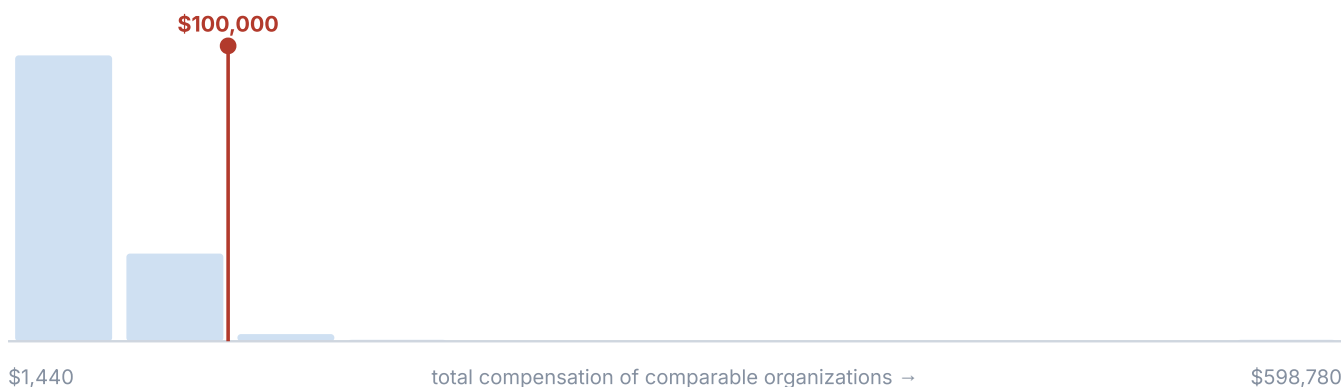 $100,000
$1,440 total compensation of comparable organizations → $598,780